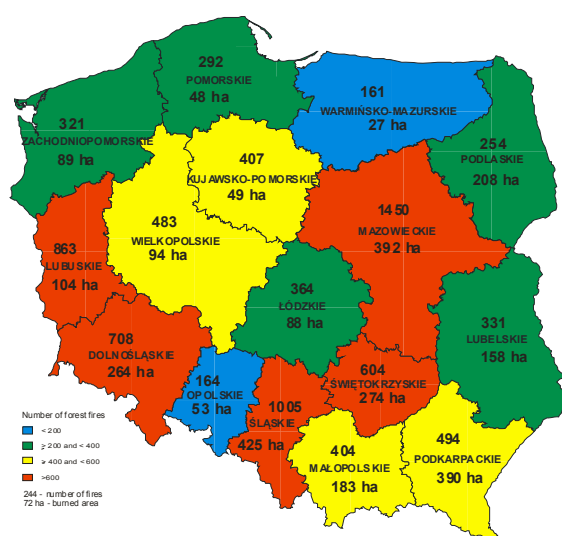 292
POMORSKIE
48 ha
161
WARMIŃSKO-MAZURSKIE
27 ha
321
ZACHODNIOPOMORSKIE
89 ha
254
PODLASKIE
208 ha
407
KUJAWSKO-POMORSKIE
49 ha
483
WIELKOPOLSKIE
94 ha
1450
MAZOWIECKIE
392 ha
863
LUBUSKIE
104 ha
364
ŁÓDZKIE
88 ha
331
LUBELSKIE
158 ha
708
DOLNOŚLĄSKIE
264 ha
604
ŚWIĘTOKRZYSKIE
274 ha
164
OPOLSKIE
53 ha
1005
ŚLĄSKIE
425 ha
404
MAŁOPOLSKIE
183 ha
494
PODKARPACKIE
390 ha
Number of forest fires
< 200
≥ 200 and < 400
≥ 400 and < 600
>600
244 - number of fires
72 ha - burned area